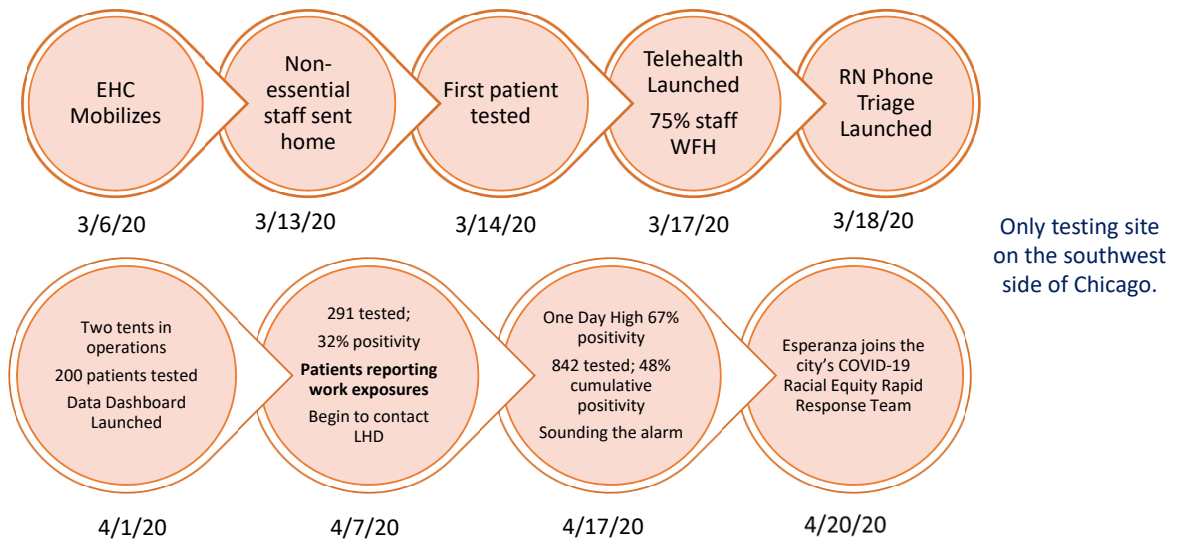 EHC
Mobilizes
Non-
essential
staff sent
home
First patient
tested
Telehealth
Launched
75% staff
WFH
RN Phone
Triage
Launched
3/6/20
3/13/20
3/14/20
3/17/20
3/18/20
Only testing site
on the southwest
side of Chicago.
Two tents in
operations
200 patients tested
Data Dashboard
Launched
291 tested;
32% positivity
Patients reporting
work exposures
Begin to contact
LHD
One Day High 67%
positivity
842 tested; 48%
cumulative
positivity
Sounding the alarm
Esperanza joins the
city's COVID-19
Racial Equity Rapid
Response Team
4/1/20
4/7/20
4/17/20
4/20/20